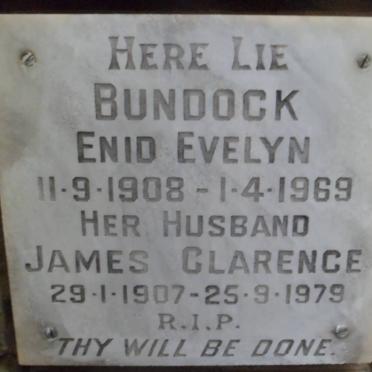 HERE LIE
BUNDOCK
ENID EVELYN
11·9·1908 - 1·4·1969
HER HUSBAND
JAMES CLARENCE
29·1·1907 - 25·9·1979
R.I.P.
THY WILL BE DONE.